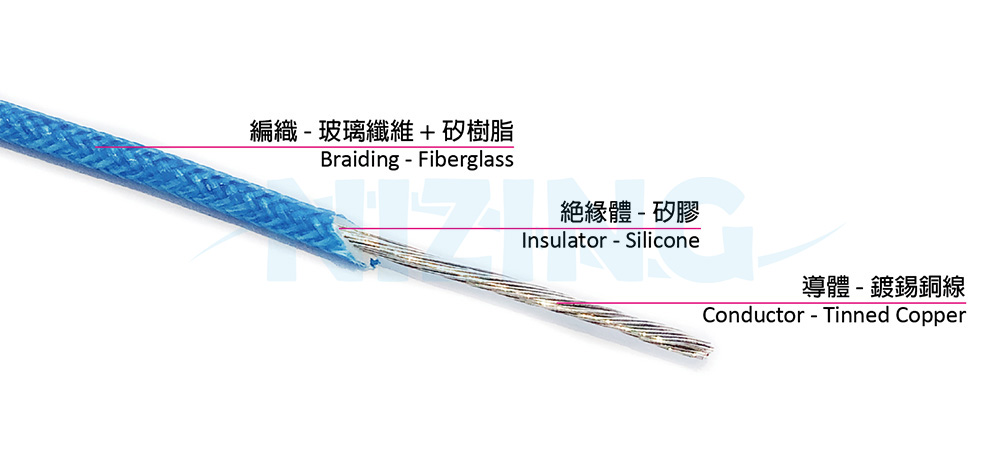 編織 - 玻璃纖維 + 矽樹脂
Braiding - Fiberglass
NIZING
絕緣體 - 矽膠
Insulator - Silicone
導體 - 鍍錫銅線
Conductor - Tinned Copper